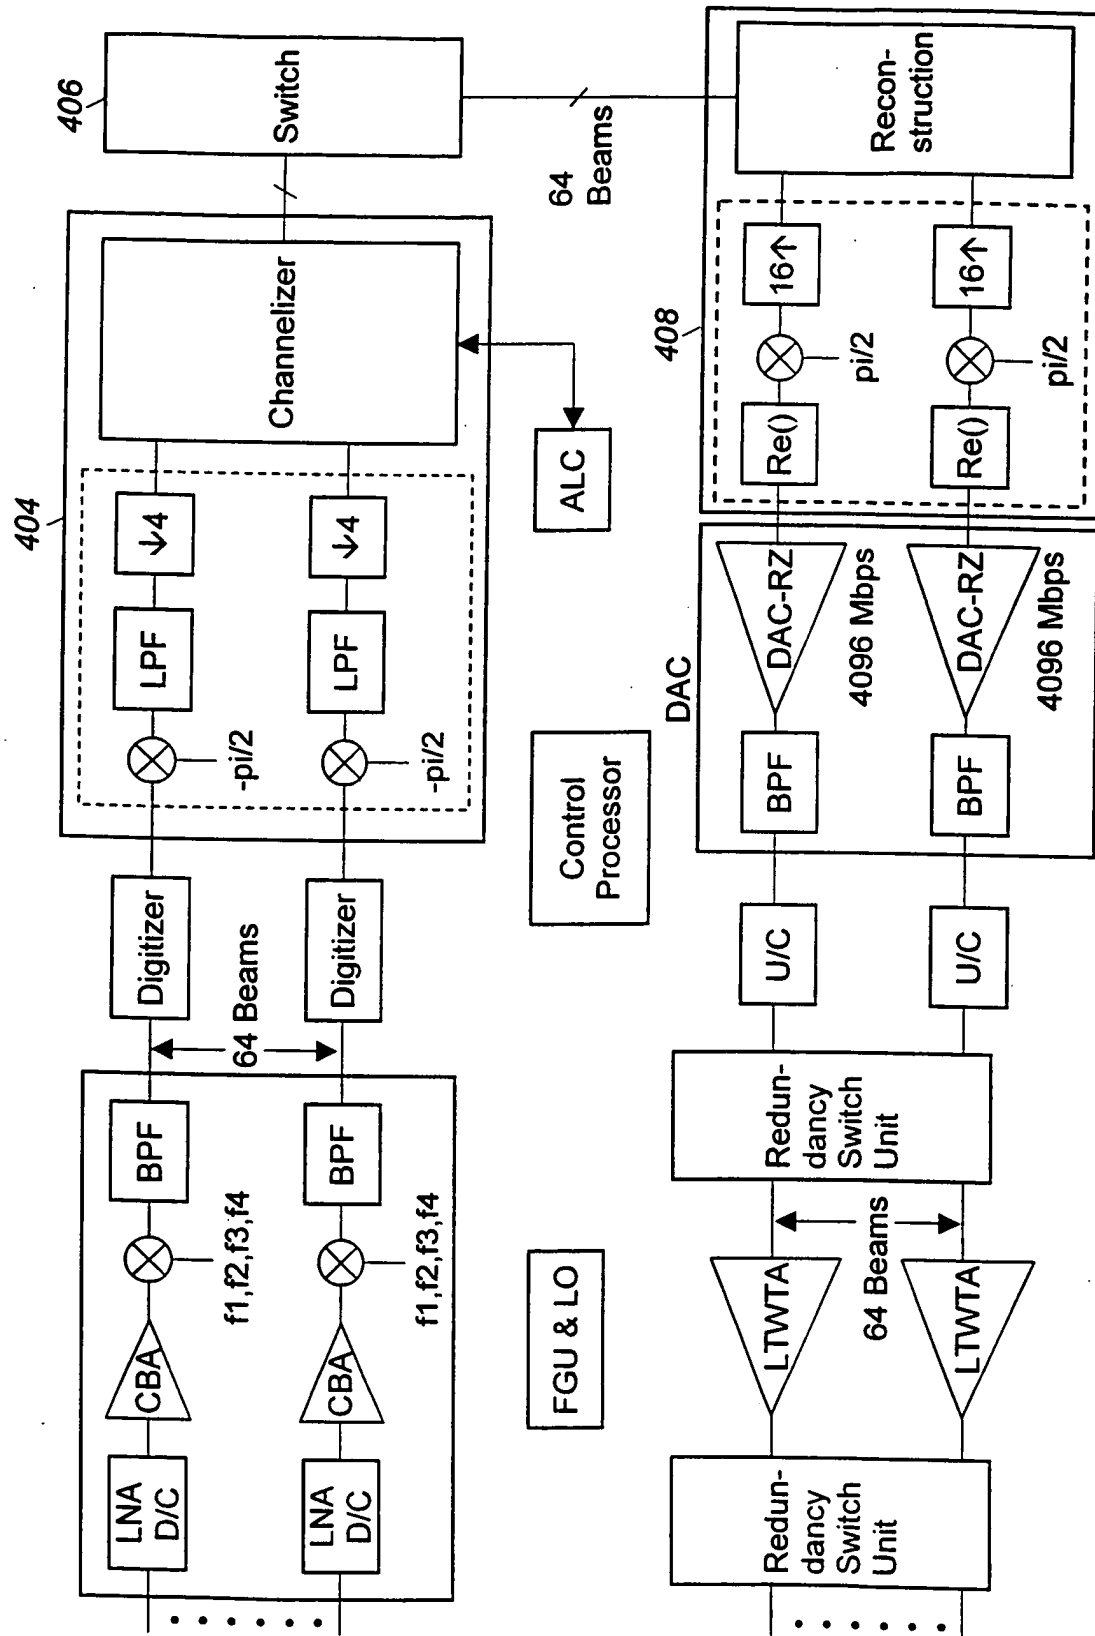 LNA
D/C
CBA
f1,f2,f3,f4
BPF
64 Beams
Digitizer
404
-pi/2
LPF
↓4
Channelizer
406
Switch
LNA
D/C
CBA
f1,f2,f3,f4
BPF
Digitizer
-pi/2
LPF
↓4
FGU & LO
Control
Processor
ALC
64
Beams
Redun-
dancy
Switch
Unit
LTWTA
64 Beams
Redun-
dancy
Switch
Unit
U/C
DAC
BPF
DAC-RZ
4096 Mbps
408
Re()
pi/2
16↑
Recon-
struction
LTWTA
U/C
BPF
DAC-RZ
4096 Mbps
Re()
pi/2
16↑